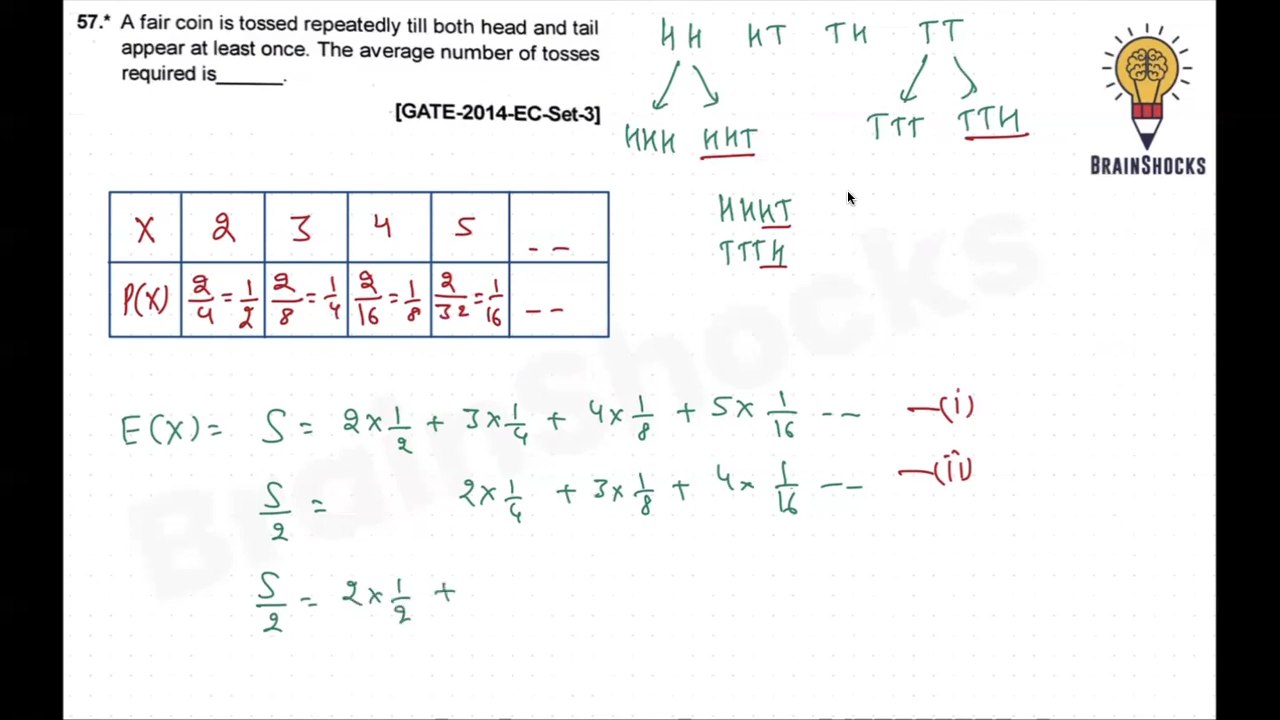 57.* A fair coin is tossed repeatedly till both head and tail
appear at least once. The average number of tosses
required is______.
[GATE-2014-EC-Set-3]
HH HT TH TT
HHH HHT TTT TTH
HHHT
TTTH
BRAINSHOCKS
X 2 3 4 5 --
P(X) 2/4 = 1/2 2/8 = 1/4 2/16 = 1/8 2/32 = 1/16 --
E(X) = S = 2 × 1/2 + 3 × 1/4 + 4 × 1/8 + 5 × 1/16 -- —(i)
S/2 = 2 × 1/4 + 3 × 1/8 + 4 × 1/16 -- —(ii)
S/2 = 2 × 1/2 +
BrainShocks